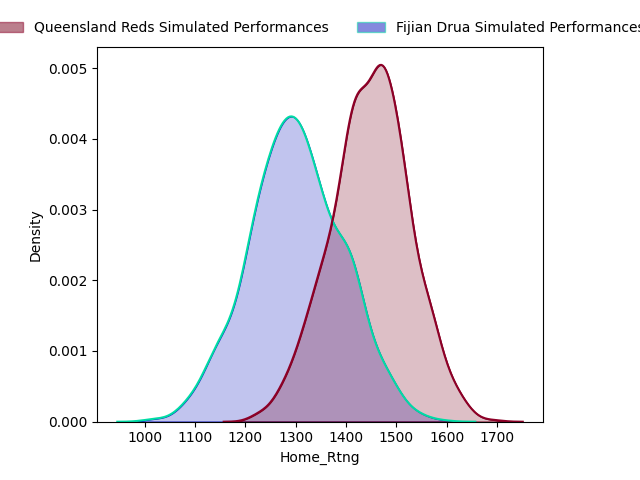 Queensland Reds Simulated Performances Fijian Drua Simulated Performances
0.005
0.004
0.003
0.002
0.001
0.000
Density
1000 1100 1200 1300 1400 1500 1600 1700
Home_Rtng